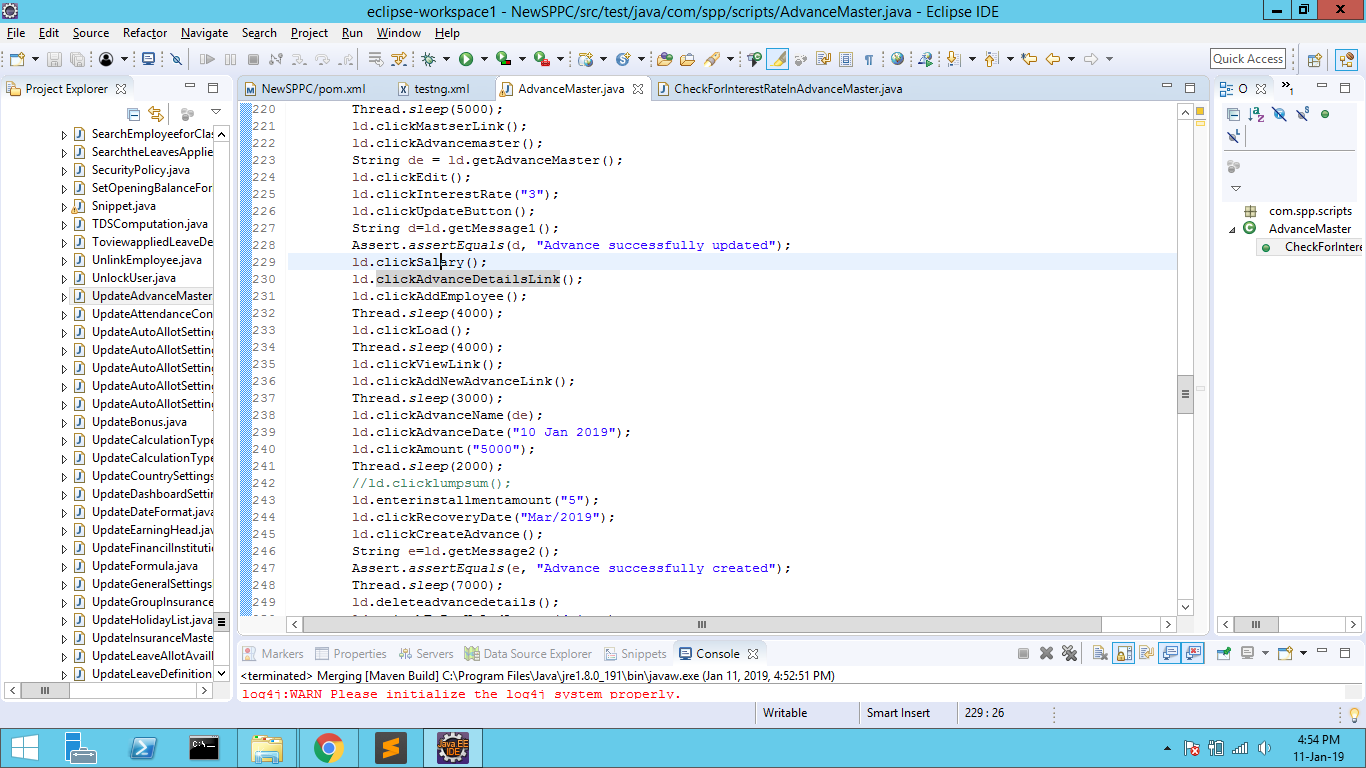 eclipse-workspace1 - NewSPPC/src/test/java/com/spp/scripts/AdvanceMaster.java - Eclipse IDE
File Edit Source Refactor Navigate Search Project Run Window Help
Quick Access
Project Explorer
NewSPPC/pom.xml testng.xml AdvanceMaster.java CheckForInterestRateInAdvanceMaster.java
SearchEmployeeforClas
SearchtheLeavesApplie
SecurityPolicy.java
SetOpeningBalanceFor
Snippet.java
TDSComputation.java
ToviewappliedLeaveDe
UnlinkEmployee.java
UnlockUser.java
UpdateAdvanceMaster
UpdateAttendanceCon
UpdateAutoAllotSetting
UpdateAutoAllotSetting
UpdateAutoAllotSetting
UpdateAutoAllotSetting
UpdateAutoAllotSetting
UpdateBonus.java
UpdateCalculationType
UpdateCalculationType
UpdateCountrySettings
UpdateDashboardSettin
UpdateDateFormat.java
UpdateEarningHead.jav
UpdateFinancilInstitutio
UpdateFormula.java
UpdateGeneralSettings
UpdateGroupInsurance
UpdateHolidayList.java
UpdateInsuranceMaste
UpdateLeaveAllotAvaill
UpdateLeaveDefinition
220 Thread.sleep(5000);
221 ld.clickMastserLink();
222 ld.clickAdvancemaster();
223 String de = ld.getAdvanceMaster();
224 ld.clickEdit();
225 ld.clickInterestRate("3");
226 ld.clickUpdateButton();
227 String d=ld.getMessage1();
228 Assert.assertEquals(d, "Advance successfully updated");
229 ld.clickSalary();
230 ld.clickAdvanceDetailsLink();
231 ld.clickAddEmployee();
232 Thread.sleep(4000);
233 ld.clickLoad();
234 Thread.sleep(4000);
235 ld.clickViewLink();
236 ld.clickAddNewAdvanceLink();
237 Thread.sleep(3000);
238 ld.clickAdvanceName(de);
239 ld.clickAdvanceDate("10 Jan 2019");
240 ld.clickAmount("5000");
241 Thread.sleep(2000);
242 //ld.clicklumpsum();
243 ld.enterinstallmentamount("5");
244 ld.clickRecoveryDate("Mar/2019");
245 ld.clickCreateAdvance();
246 String e=ld.getMessage2();
247 Assert.assertEquals(e, "Advance successfully created");
248 Thread.sleep(7000);
249 ld.deleteadvancedetails();
O
1
com.spp.scripts
AdvanceMaster
CheckForIntere
Markers Properties Servers Data Source Explorer Snippets Console
<terminated> Merging [Maven Build] C:\Program Files\Java\jre1.8.0_191\bin\javaw.exe (Jan 11, 2019, 4:52:51 PM)
log4j:WARN Please initialize the log4j system properly.
Writable Smart Insert 229 : 26
Java EE
IDE
4:54 PM
11-Jan-19